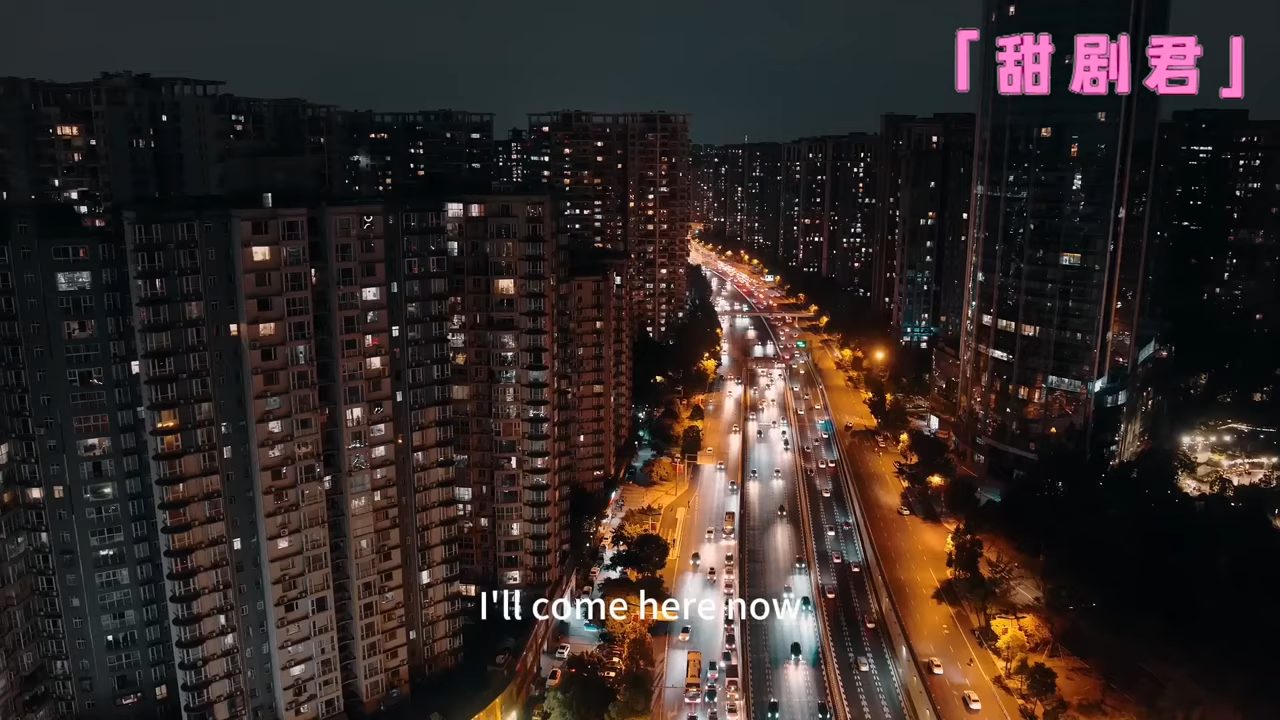 「甜剧君」
I'll come here now